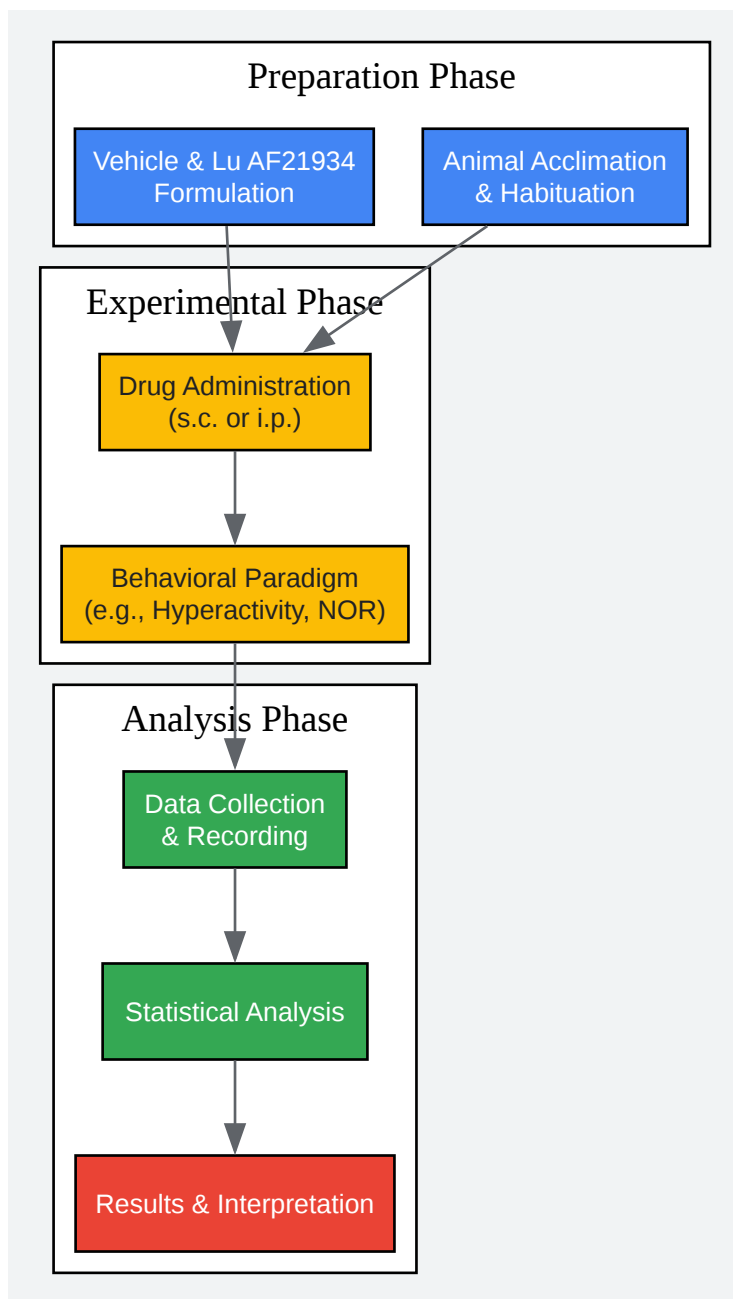 Preparation Phase
Vehicle & Lu AF21934
Formulation
Animal Acclimation
& Habituation
Experimental Phase
Drug Administration
(s.c. or i.p.)
Behavioral Paradigm
(e.g., Hyperactivity, NOR)
Analysis Phase
Data Collection
& Recording
Statistical Analysis
Results & Interpretation